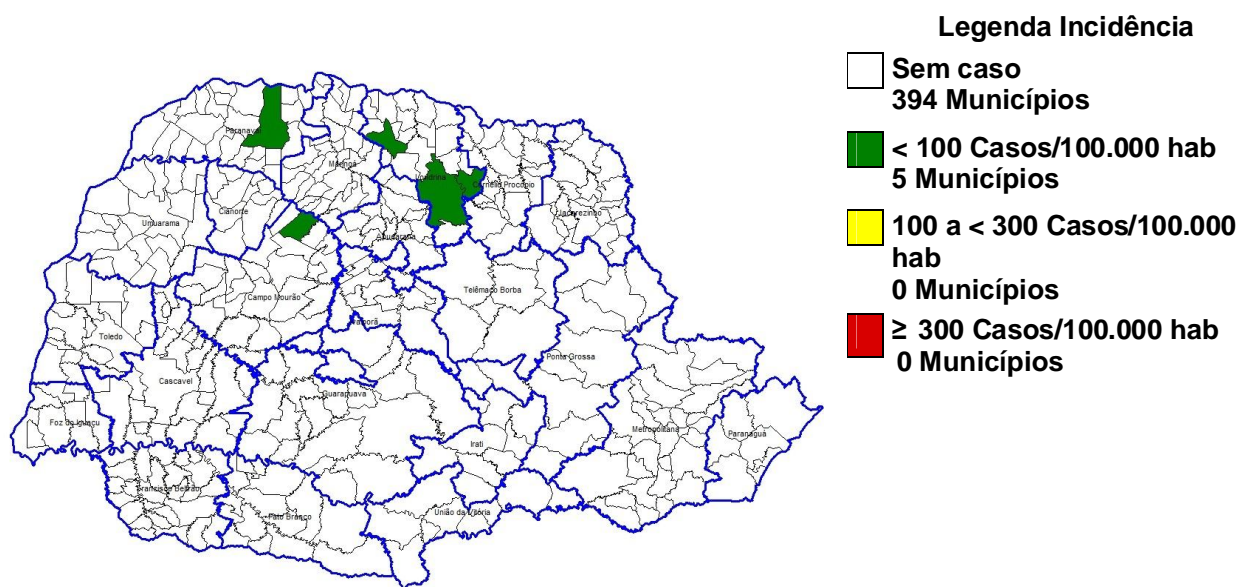 Legenda Incidência
Sem caso
394 Municípios
< 100 Casos/100.000 hab
5 Municípios
100 a < 300 Casos/100.000
hab
0 Municípios
≥ 300 Casos/100.000 hab
0 Municípios
Paranavaí
Maringá
Londrina
Cornélio Procópio
Jacarezinho
Umuarama
Cianorte
Apucarana
Campo Mourão
Telêmaco Borba
Ivaiporã
Toledo
Ponta Grossa
Cascavel
Guarapuava
Foz do Iguaçu
Metropolitana
Paranaguá
Irati
Francisco Beltrão
Pato Branco
União da Vitória